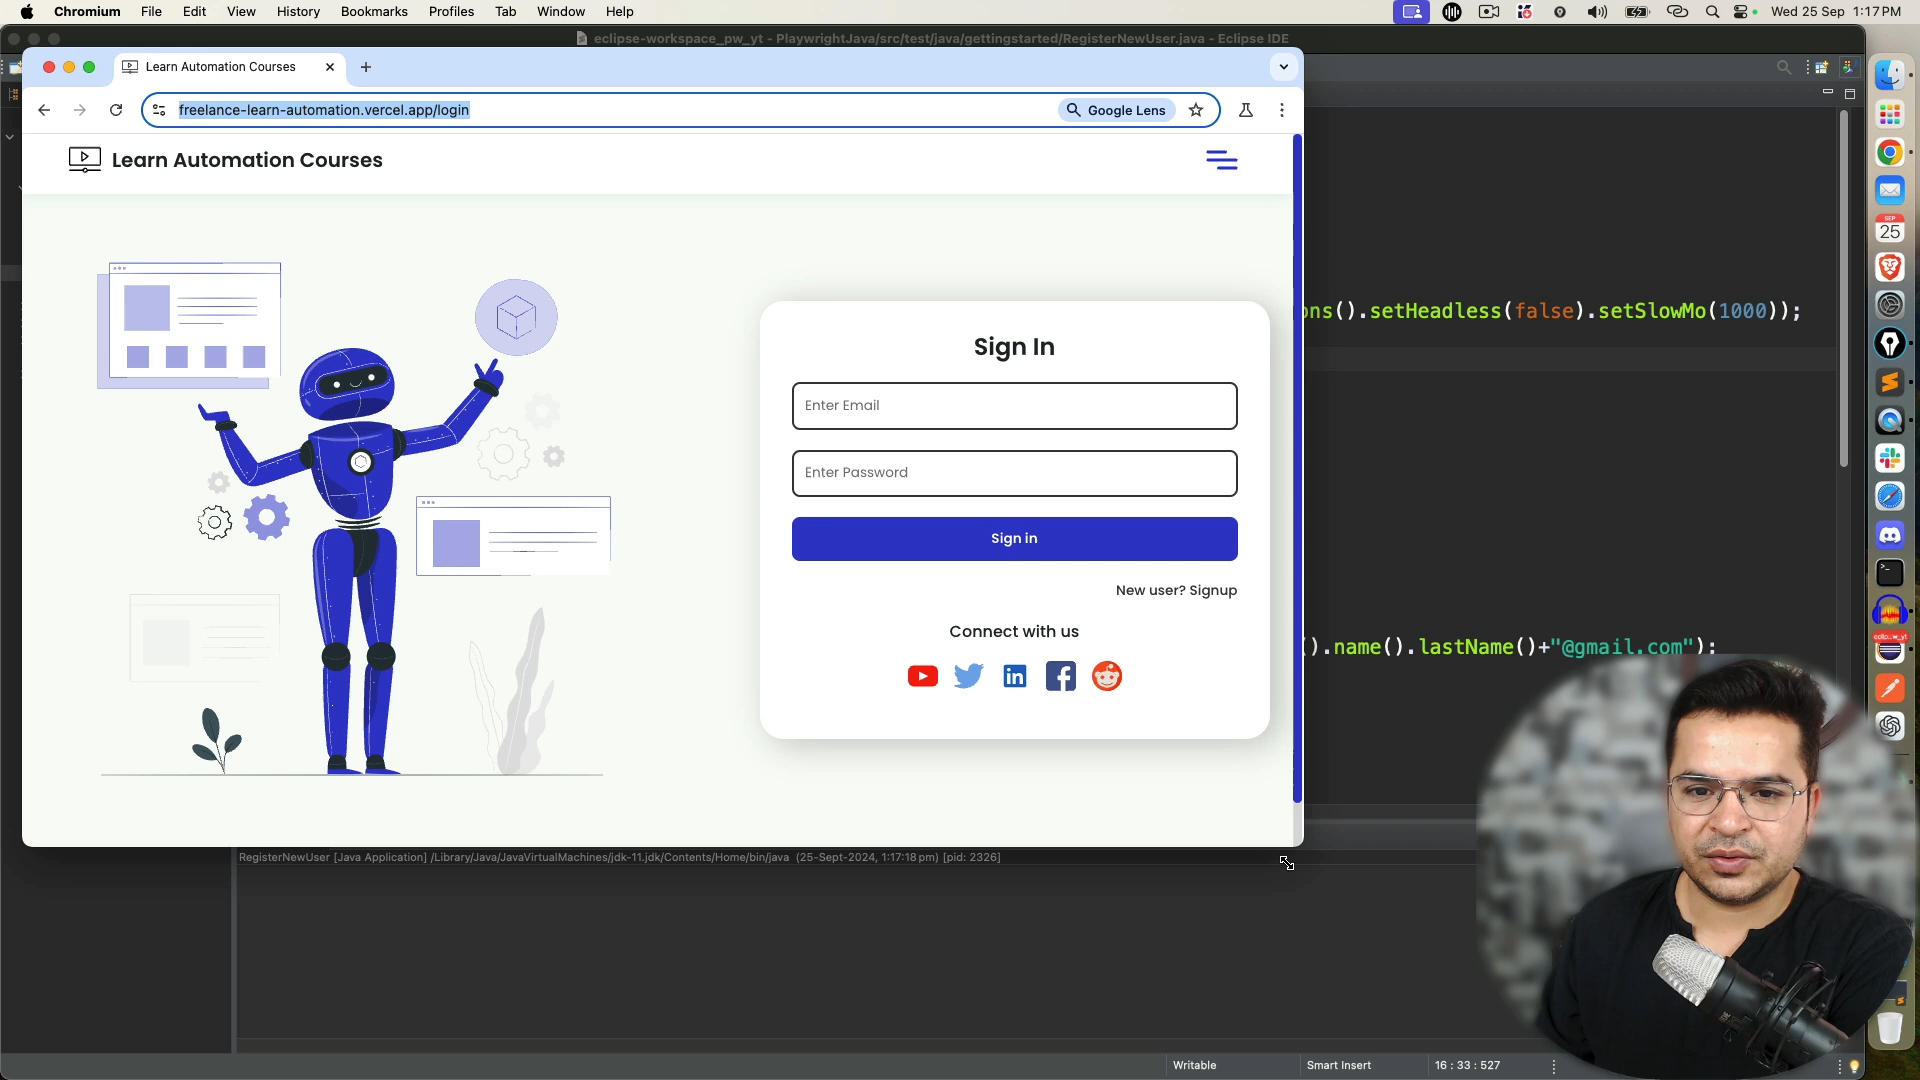 Chromium File Edit View History Bookmarks Profiles Tab Window Help Wed 25 Sep 1:17 PM
eclipse-workspace_pw_yt - PlaywrightJava/src/test/java/gettingstarted/RegisterNewUser.java - Eclipse IDE
Learn Automation Courses
freelance-learn-automation.vercel.app/login Google Lens
Learn Automation Courses
SEP
25
ons().setHeadless(false).setSlowMo(1000));
Sign In
Enter Email
Enter Password
Sign in
New user? Signup
Connect with us
().name().lastName()+"@gmail.com");
RegisterNewUser [Java Application] /Library/Java/JavaVirtualMachines/jdk-11.jdk/Contents/Home/bin/java (25-Sept-2024, 1:17:18 pm) [pid: 2326]
Writable Smart Insert 16 : 33 : 527